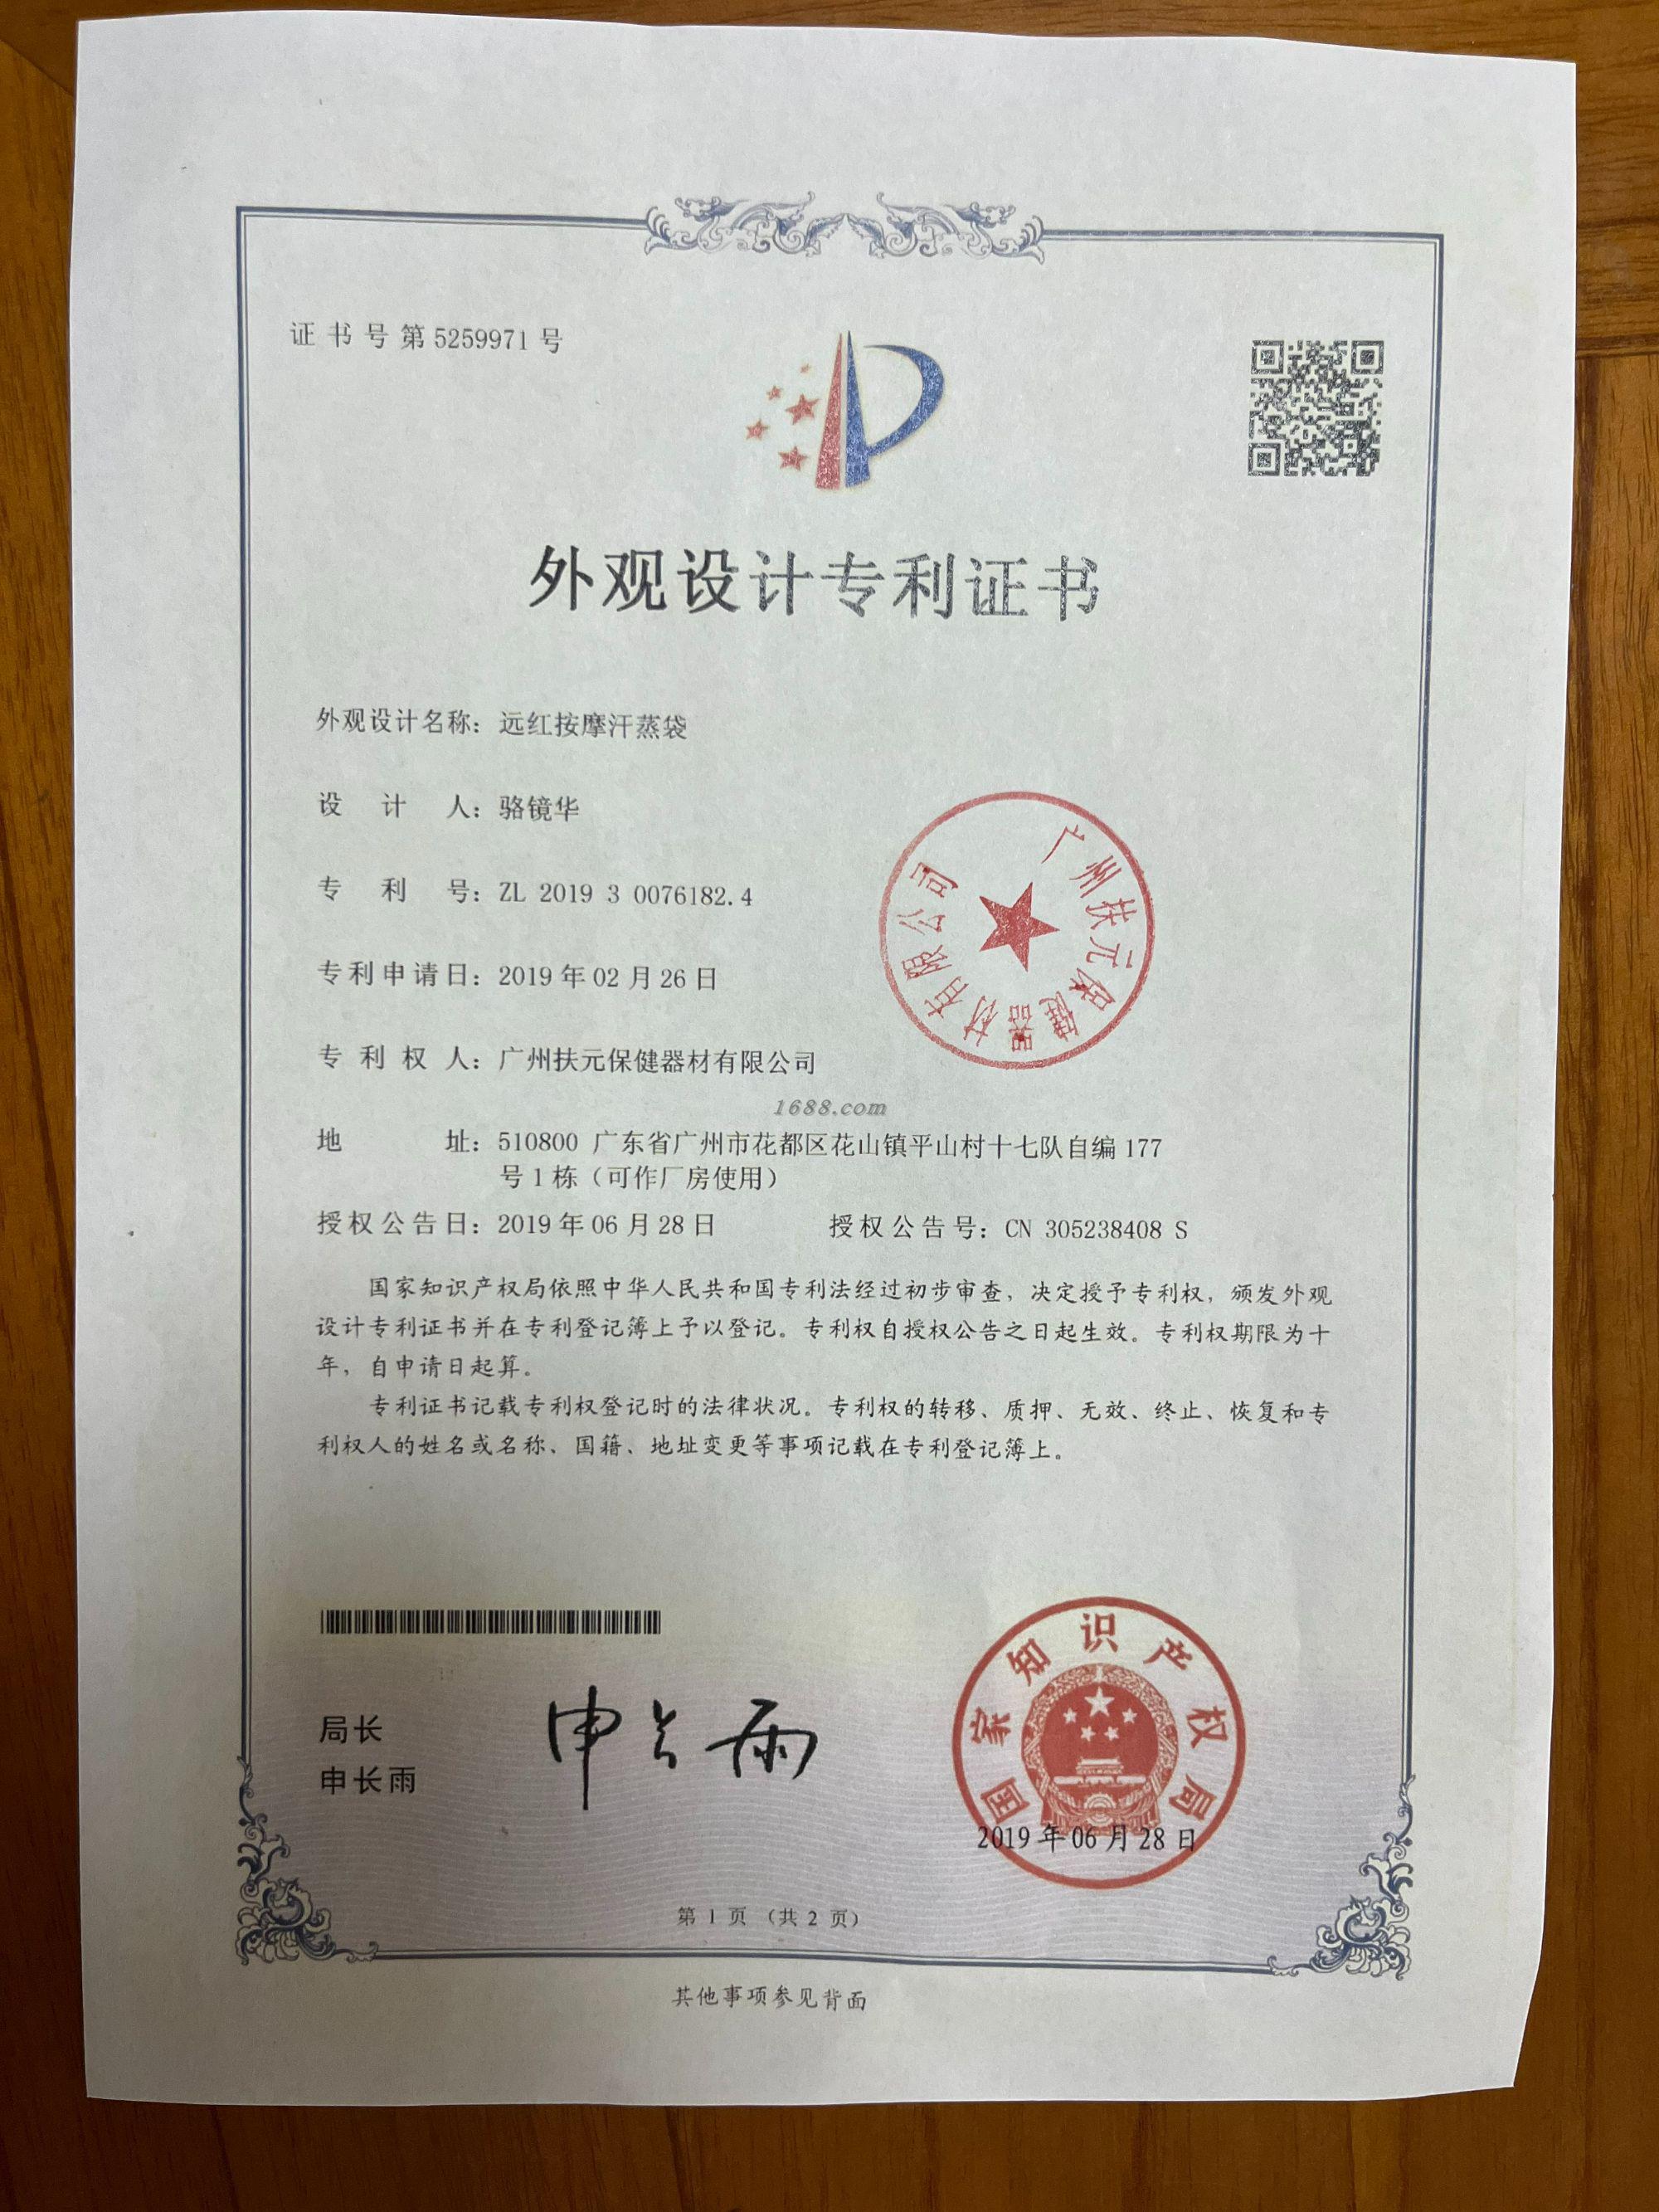 证书号第5259971号
外观设计专利证书
外观设计名称：远红按摩汗蒸袋
设计人：骆镜华
专利号：ZL 2019 3 0076182.4
专利申请日：2019年02月26日
专利权人：广州扶元保健器材有限公司
广州扶元保健器材有限公司
1688.com
地址：510800 广东省广州市花都区花山镇平山村十七队自编177
号1栋（可作厂房使用）
授权公告日：2019年06月28日 授权公告号：CN 305238408 S
国家知识产权局依照中华人民共和国专利法经过初步审查，决定授予专利权，颁发外观
设计专利证书并在专利登记簿上予以登记。专利权自授权公告之日起生效。专利权期限为十
年，自申请日起算。
专利证书记载专利权登记时的法律状况。专利权的转移、质押、无效、终止、恢复和专
利权人的姓名或名称、国籍、地址变更等事项记载在专利登记簿上。
局长
申长雨
申长雨
国家知识产权局
2019年06月28日
第1页（共2页）
其他事项参见背面